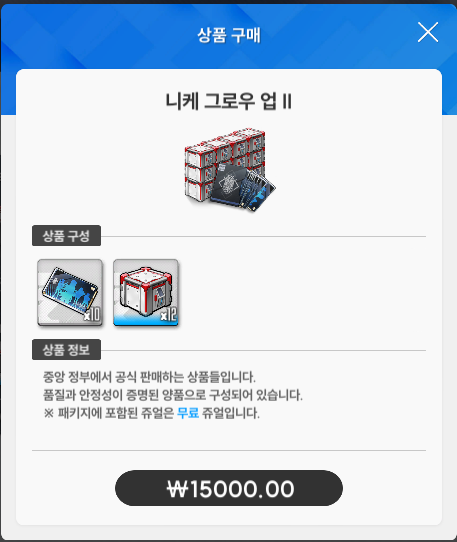 상품 구매
니케 그로우 업 II
상품 구성
x10
x12
상품 정보
중앙 정부에서 공식 판매하는 상품들입니다.
품질과 안정성이 증명된 양품으로 구성되어 있습니다.
※ 패키지에 포함된 쥬얼은 무료 쥬얼입니다.
₩15000.00